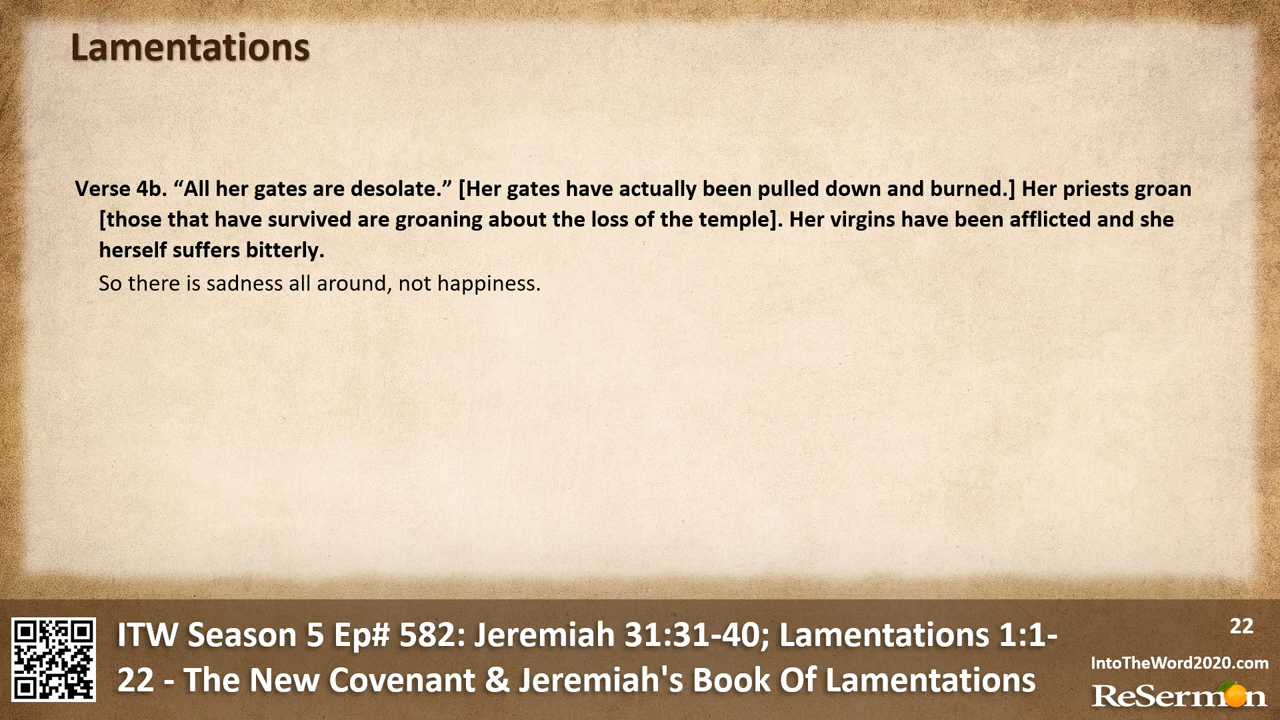 Lamentations
Verse 4b. “All her gates are desolate.” [Her gates have actually been pulled down and burned.] Her priests groan
[those that have survived are groaning about the loss of the temple]. Her virgins have been afflicted and she
herself suffers bitterly.
So there is sadness all around, not happiness.
ITW Season 5 Ep# 582: Jeremiah 31:31-40; Lamentations 1:1-
22 - The New Covenant & Jeremiah's Book Of Lamentations
22
IntoTheWord2020.com
ReSermon